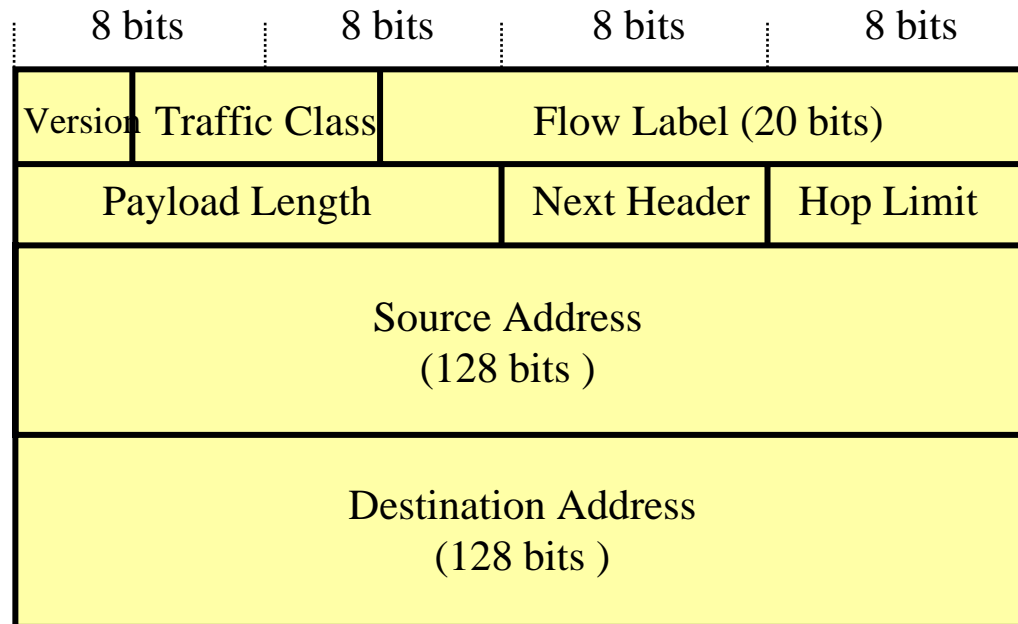 8 bits 8 bits 8 bits 8 bits
Version Traffic Class Flow Label (20 bits)
Payload Length Next Header Hop Limit
Source Address
(128 bits )
Destination Address
(128 bits )